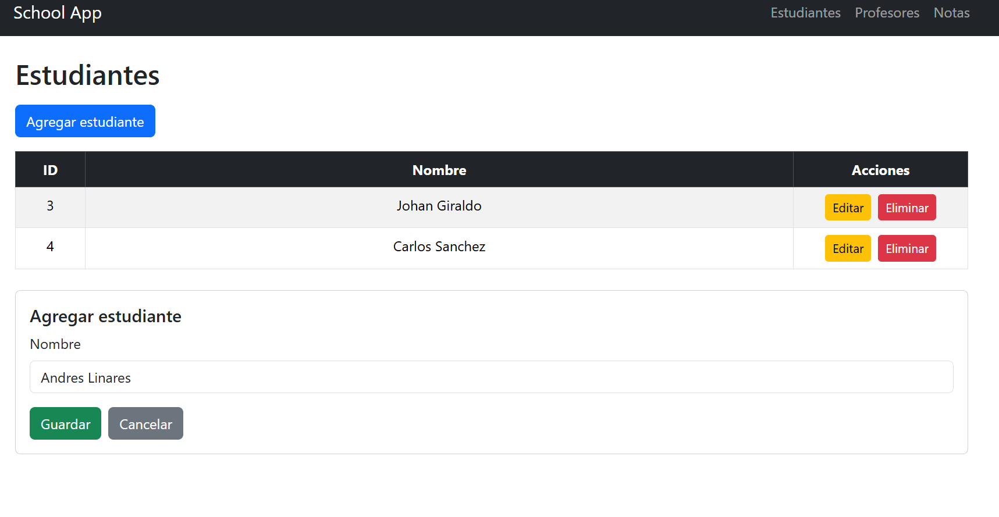 School App Estudiantes Profesores Notas
Estudiantes
Agregar estudiante
ID Nombre Acciones
3 Johan Giraldo Editar Eliminar
4 Carlos Sanchez Editar Eliminar
Agregar estudiante
Nombre
Andres Linares
Guardar Cancelar